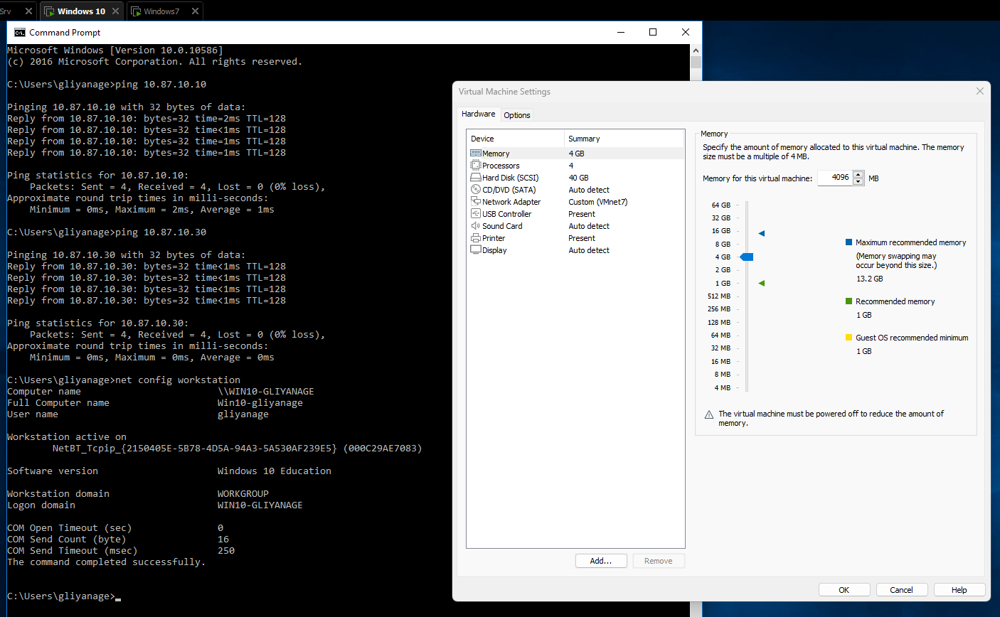 Srv
Windows 10
Windows7
Command Prompt
Microsoft Windows [Version 10.0.10586]
(c) 2016 Microsoft Corporation. All rights reserved.
C:\Users\gliyanage>ping 10.87.10.10
Pinging 10.87.10.10 with 32 bytes of data:
Reply from 10.87.10.10: bytes=32 time=2ms TTL=128
Reply from 10.87.10.10: bytes=32 time<1ms TTL=128
Reply from 10.87.10.10: bytes=32 time=1ms TTL=128
Reply from 10.87.10.10: bytes=32 time=1ms TTL=128
Ping statistics for 10.87.10.10:
Packets: Sent = 4, Received = 4, Lost = 0 (0% loss),
Approximate round trip times in milli-seconds:
Minimum = 0ms, Maximum = 2ms, Average = 1ms
C:\Users\gliyanage>ping 10.87.10.30
Pinging 10.87.10.30 with 32 bytes of data:
Reply from 10.87.10.30: bytes=32 time<1ms TTL=128
Reply from 10.87.10.30: bytes=32 time<1ms TTL=128
Reply from 10.87.10.30: bytes=32 time<1ms TTL=128
Reply from 10.87.10.30: bytes=32 time<1ms TTL=128
Ping statistics for 10.87.10.30:
Packets: Sent = 4, Received = 4, Lost = 0 (0% loss),
Approximate round trip times in milli-seconds:
Minimum = 0ms, Maximum = 0ms, Average = 0ms
C:\Users\gliyanage>net config workstation
Computer name \\WIN10-GLIYANAGE
Full Computer name Win10-gliyanage
User name gliyanage
Workstation active on
NetBT_Tcpip_{2150405E-5B78-4D5A-94A3-5A530AF239E5} (000C29AE7083)
Software version Windows 10 Education
Workstation domain WORKGROUP
Logon domain WIN10-GLIYANAGE
COM Open Timeout (sec) 0
COM Send Count (byte) 16
COM Send Timeout (msec) 250
The command completed successfully.
C:\Users\gliyanage>_
Virtual Machine Settings
Hardware Options
Device Summary
Memory 4 GB
Processors 4
Hard Disk (SCSI) 40 GB
CD/DVD (SATA) Auto detect
Network Adapter Custom (VMnet7)
USB Controller Present
Sound Card Auto detect
Printer Present
Display Auto detect
Add... Remove
Memory
Specify the amount of memory allocated to this virtual machine. The memory
size must be a multiple of 4 MB.
Memory for this virtual machine: 4096 MB
64 GB
32 GB
16 GB
8 GB
4 GB
2 GB
1 GB
512 MB
256 MB
128 MB
64 MB
32 MB
16 MB
8 MB
4 MB
Maximum recommended memory
(Memory swapping may
occur beyond this size.)
13.2 GB
Recommended memory
1 GB
Guest OS recommended minimum
1 GB
The virtual machine must be powered off to reduce the amount of
memory.
OK Cancel Help